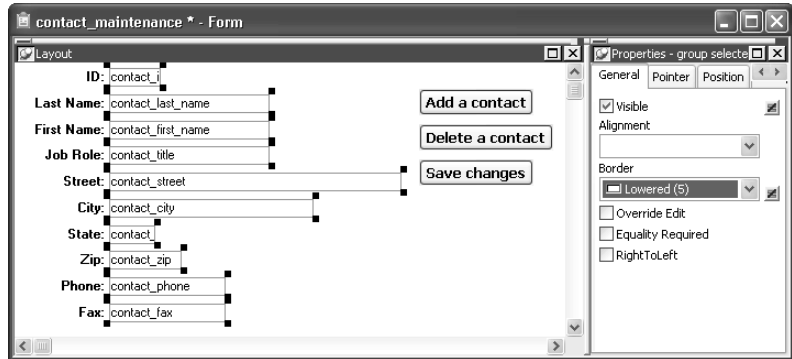 contact_maintenance * - Form
Layout
ID: contact_i
Last Name: contact_last_name
First Name: contact_first_name
Job Role: contact_title
Street: contact_street
City: contact_city
State: contact_
Zip: contact_zip
Phone: contact_phone
Fax: contact_fax
Add a contact
Delete a contact
Save changes
Properties - group selecte
General Pointer Position
Visible
Alignment
Border
Lowered (5)
Override Edit
Equality Required
RightToLeft